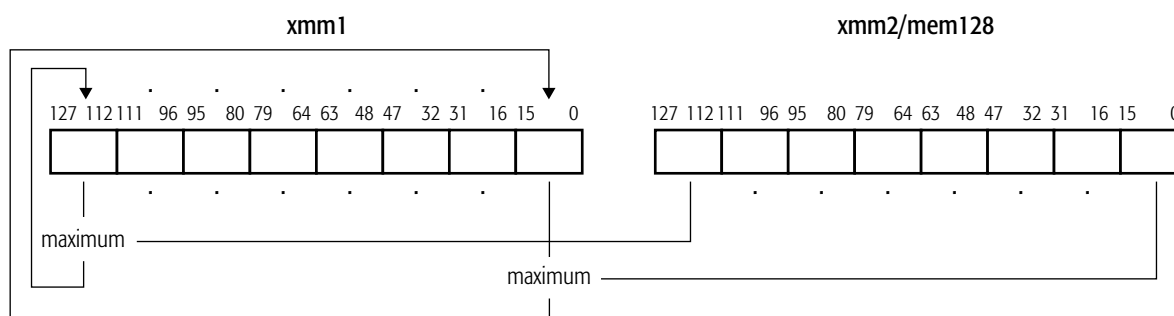 xmm1 xmm2/mem128
127 112 111 96 95 80 79 64 63 48 47 32 31 16 15 0 127 112 111 96 95 80 79 64 63 48 47 32 31 16 15 0
maximum
maximum